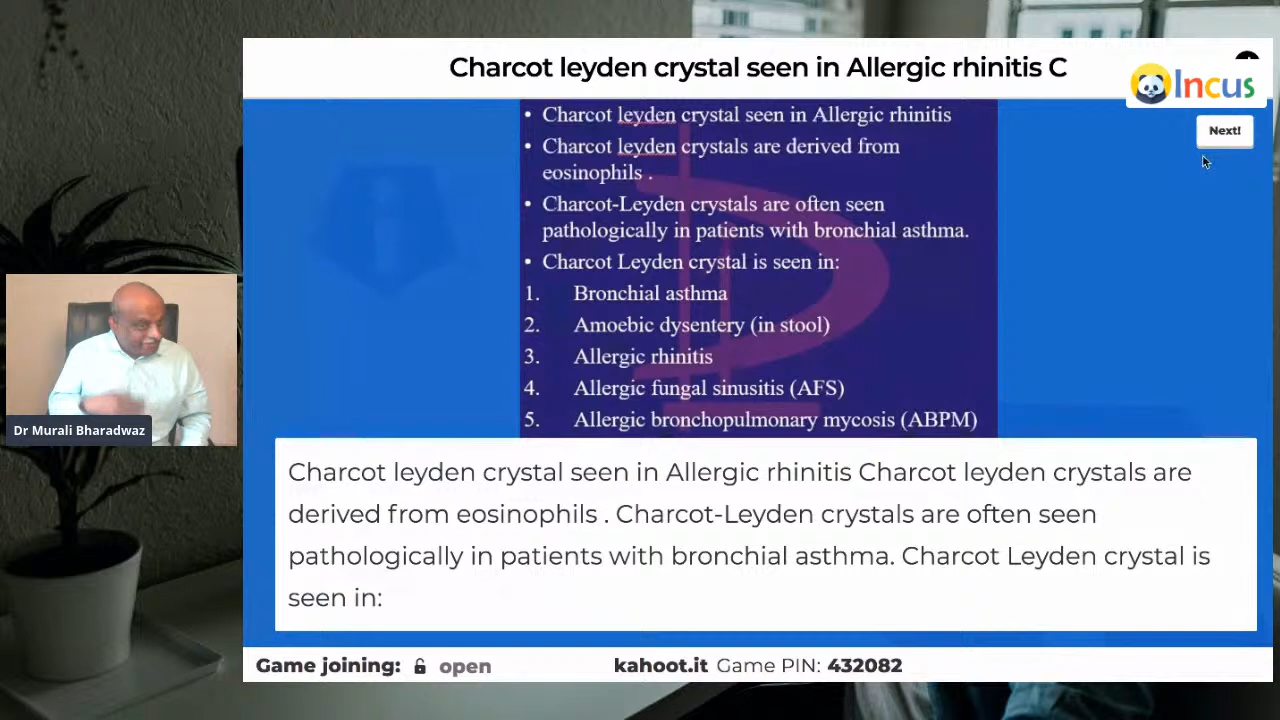 Charcot leyden crystal seen in Allergic rhinitis C
Incus
Next!
• Charcot leyden crystal seen in Allergic rhinitis
• Charcot leyden crystals are derived from
eosinophils .
• Charcot-Leyden crystals are often seen
pathologically in patients with bronchial asthma.
• Charcot Leyden crystal is seen in:
1. Bronchial asthma
2. Amoebic dysentery (in stool)
3. Allergic rhinitis
4. Allergic fungal sinusitis (AFS)
5. Allergic bronchopulmonary mycosis (ABPM)
Dr Murali Bharadwaz
Charcot leyden crystal seen in Allergic rhinitis Charcot leyden crystals are
derived from eosinophils . Charcot-Leyden crystals are often seen
pathologically in patients with bronchial asthma. Charcot Leyden crystal is
seen in:
Game joining: open
kahoot.it Game PIN: 432082